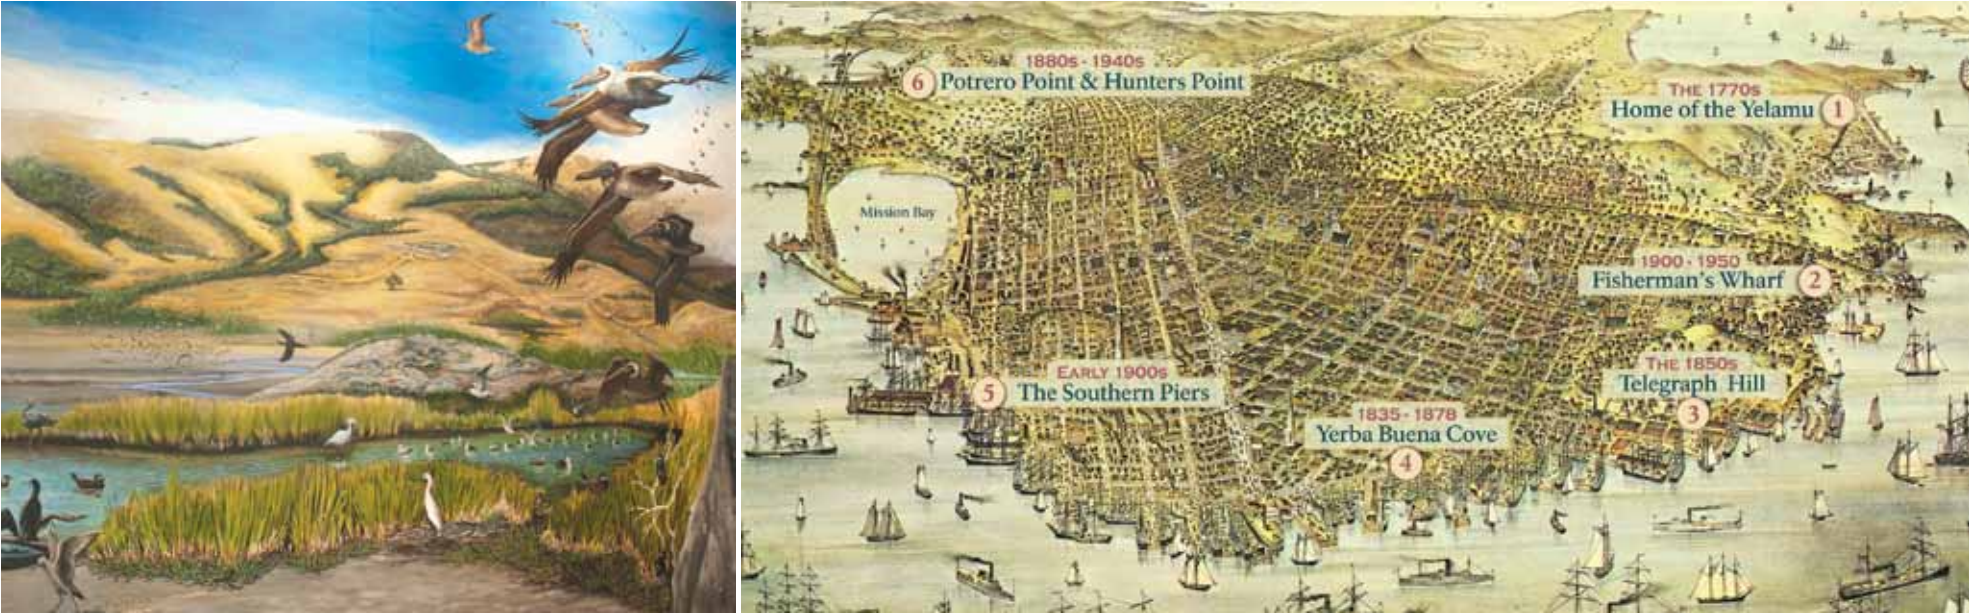 1880s - 1940s
6 Potrero Point & Hunters Point
THE 1770s
Home of the Yelamu 1
Mission Bay
1900 - 1950
Fisherman's Wharf 2
THE 1850s
Telegraph Hill
3
EARLY 1900s
5 The Southern Piers
1835 - 1878
Yerba Buena Cove
4